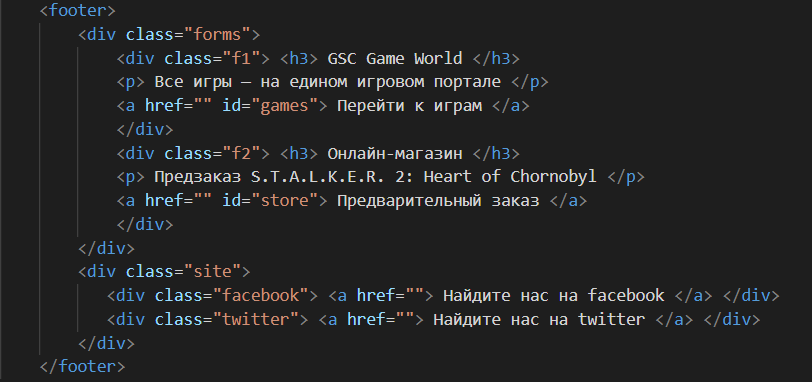 <footer>
<div class="forms">
<div class="f1"> <h3> GSC Game World </h3>
<p> Все игры — на едином игровом портале </p>
<a href="" id="games"> Перейти к играм </a>
</div>
<div class="f2"> <h3> Онлайн-магазин </h3>
<p> Предзаказ S.T.A.L.K.E.R. 2: Heart of Chornobyl </p>
<a href="" id="store"> Предварительный заказ </a>
</div>
</div>
<div class="site">
<div class="facebook"> <a href=""> Найдите нас на facebook </a> </div>
<div class="twitter"> <a href=""> Найдите нас на twitter </a> </div>
</div>
</footer>